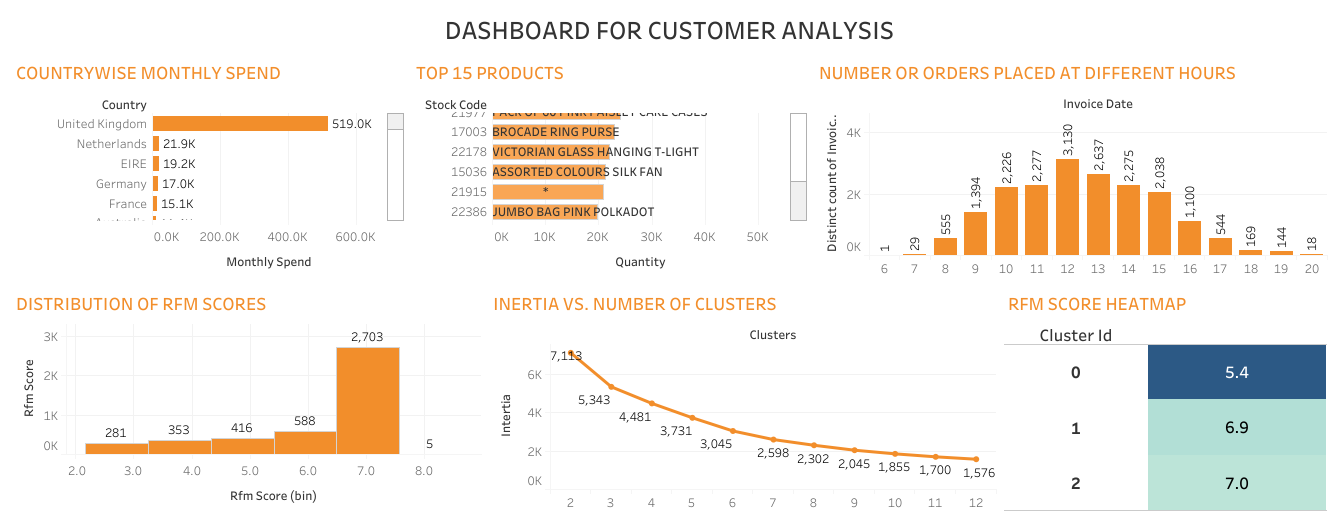 DASHBOARD FOR CUSTOMER ANALYSIS
COUNTRYWISE MONTHLY SPEND
Country
United Kingdom 519.0K
Netherlands 21.9K
EIRE 19.2K
Germany 17.0K
France 15.1K
0.0K 200.0K 400.0K 600.0K
Monthly Spend
TOP 15 PRODUCTS
Stock Code
21977
17003 BROCADE RING PURSE
22178 VICTORIAN GLASS HANGING T-LIGHT
15036 ASSORTED COLOURS SILK FAN
21915 *
22386 JUMBO BAG PINK POLKADOT
0K 10K 20K 30K 40K 50K
Quantity
NUMBER OR ORDERS PLACED AT DIFFERENT HOURS
Invoice Date
Distinct count of Invoic..
4K
2K
0K
1 29 555 1,394 2,226 2,277 3,130 2,637 2,275 2,038 1,100 544 169 144 18
6 7 8 9 10 11 12 13 14 15 16 17 18 19 20
DISTRIBUTION OF RFM SCORES
Rfm Score
3K
2K
1K
0K
281 353 416 588 2,703 5
2.0 3.0 4.0 5.0 6.0 7.0 8.0
Rfm Score (bin)
INERTIA VS. NUMBER OF CLUSTERS
Clusters
Intertia
6K
4K
2K
0K
7,113 5,343 4,481 3,731 3,045 2,598 2,302 2,045 1,855 1,700 1,576
2 3 4 5 6 7 8 9 10 11 12
RFM SCORE HEATMAP
Cluster Id
0 5.4
1 6.9
2 7.0